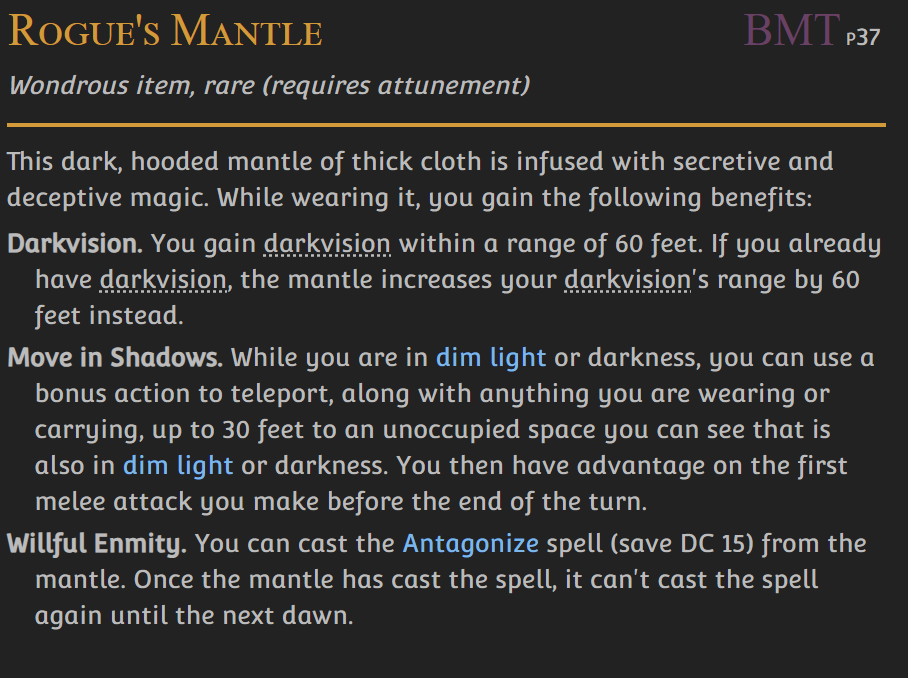 Rogue's Mantle
BMT p37
Wondrous item, rare (requires attunement)
This dark, hooded mantle of thick cloth is infused with secretive and
deceptive magic. While wearing it, you gain the following benefits:
Darkvision. You gain darkvision within a range of 60 feet. If you already
have darkvision, the mantle increases your darkvision's range by 60
feet instead.
Move in Shadows. While you are in dim light or darkness, you can use a
bonus action to teleport, along with anything you are wearing or
carrying, up to 30 feet to an unoccupied space you can see that is
also in dim light or darkness. You then have advantage on the first
melee attack you make before the end of the turn.
Willful Enmity. You can cast the Antagonize spell (save DC 15) from the
mantle. Once the mantle has cast the spell, it can't cast the spell
again until the next dawn.